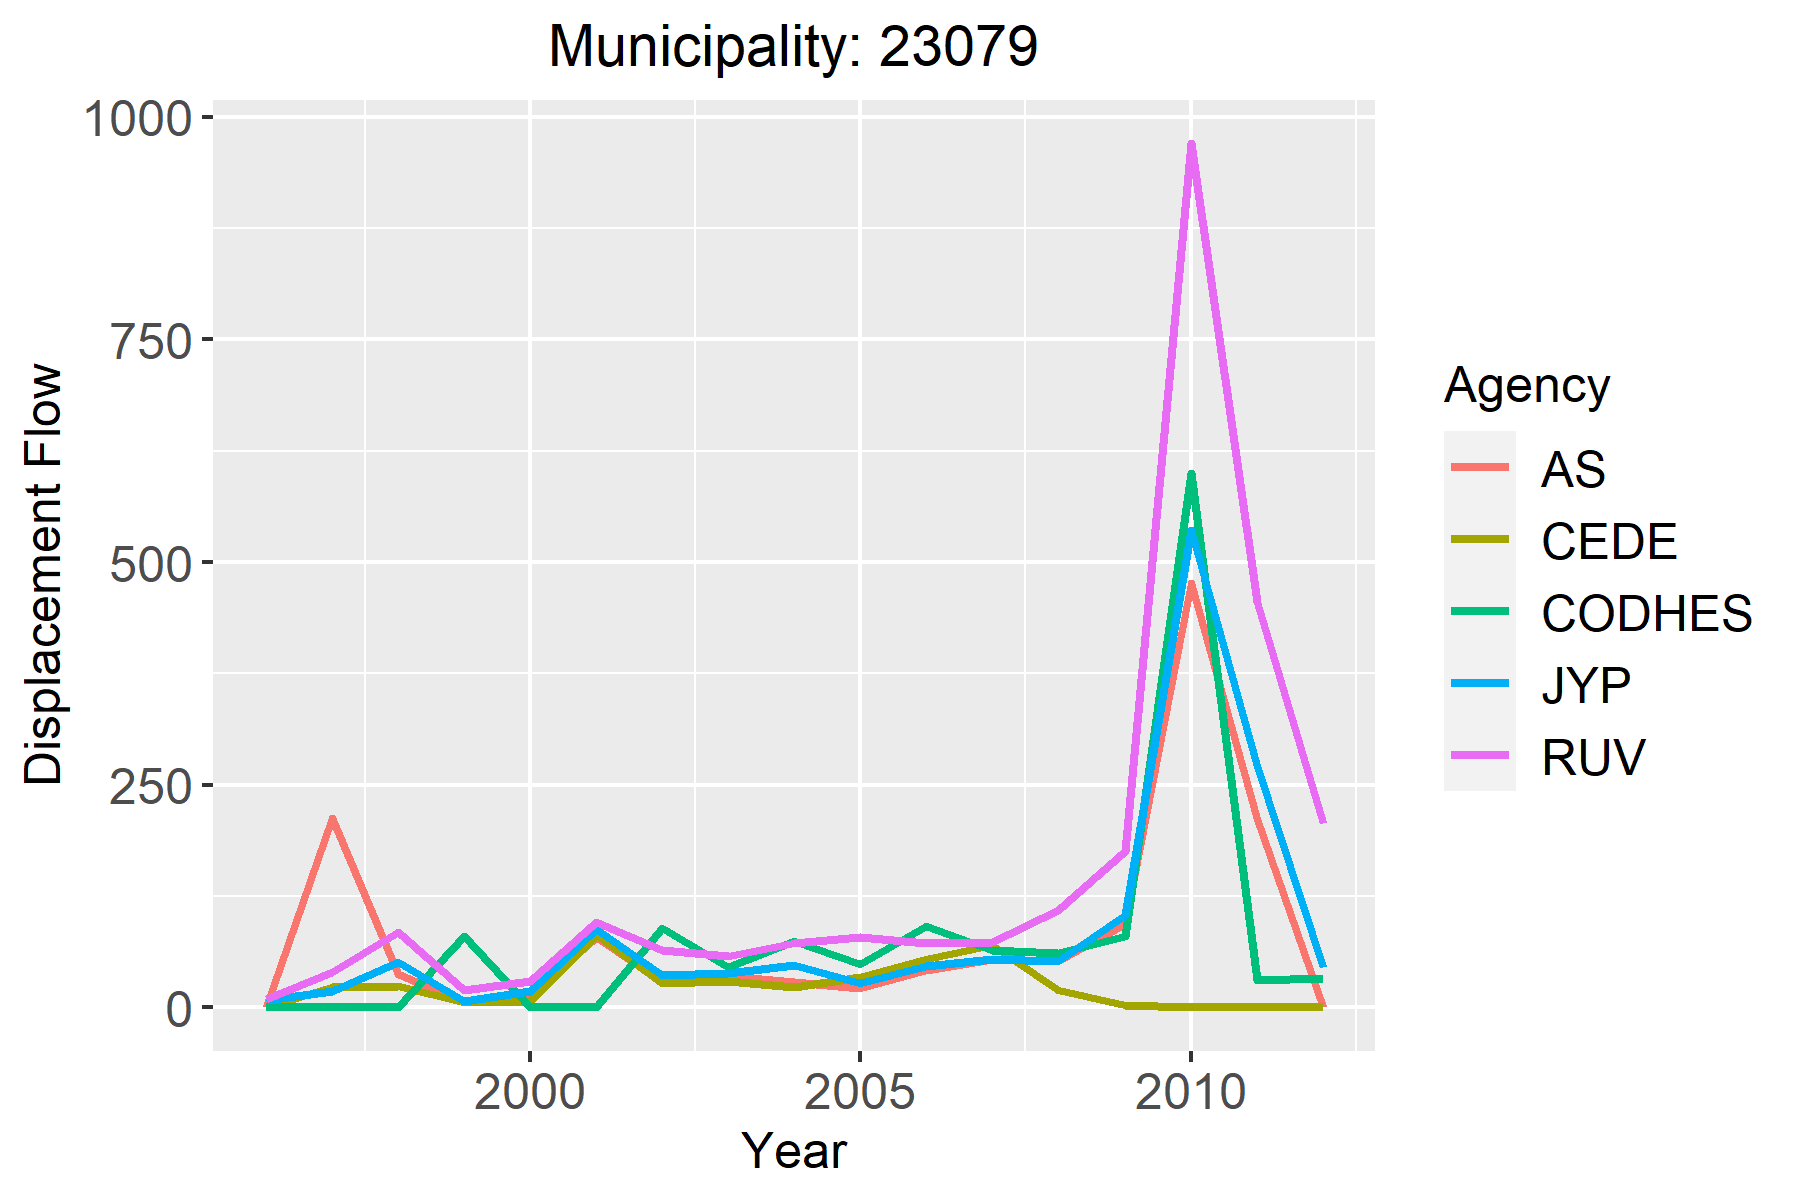 Municipality: 23079
1000
750
500
250
0
Displacement Flow
2000
2005
2010
Year
Agency
AS
CEDE
CODHES
JYP
RUV